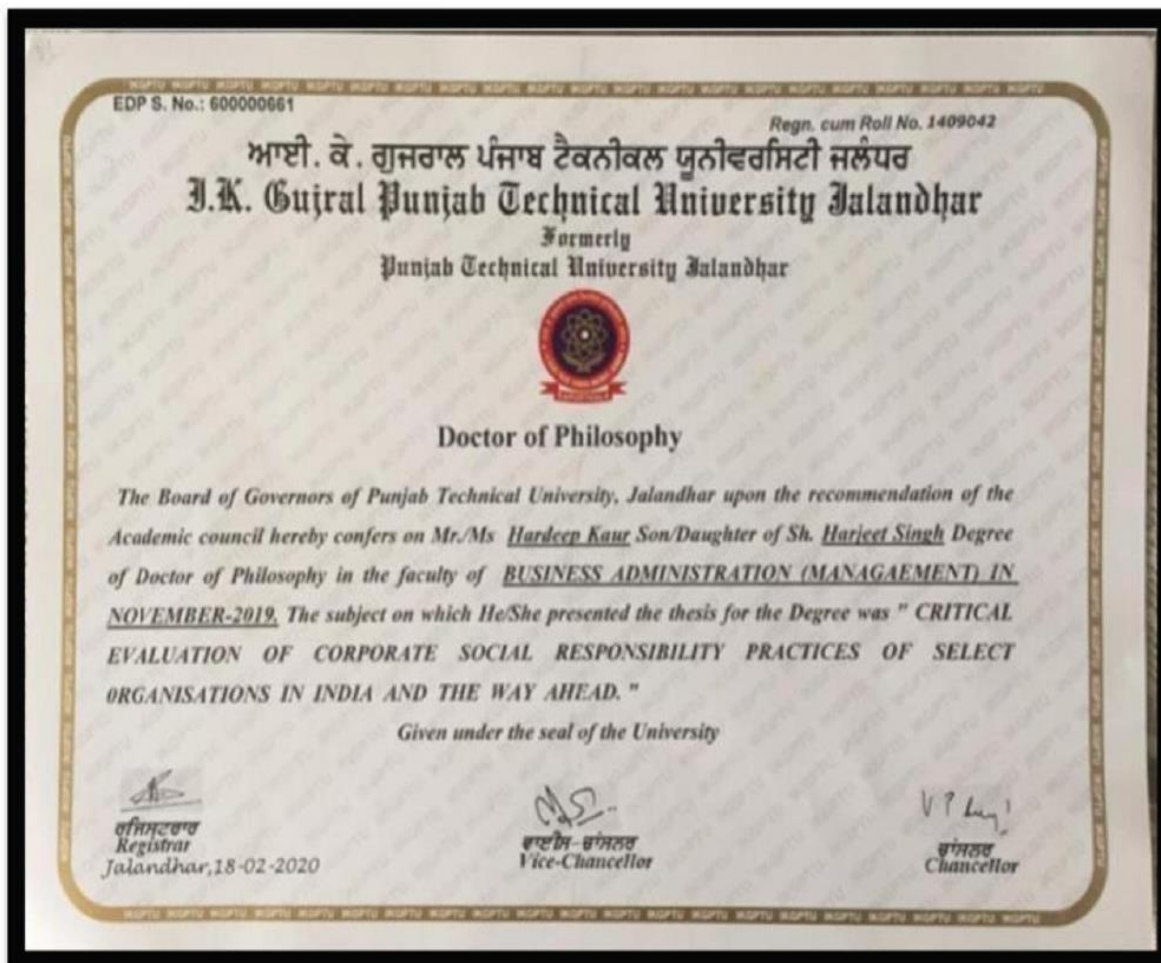 EDP S. No.: 600000661
Regn. cum Roll No. 1409042
ਆਈ. ਕੇ. ਗੁਜਰਾਲ ਪੰਜਾਬ ਟੈਕਨੀਕਲ ਯੂਨੀਵਰਸਿਟੀ ਜਲੰਧਰ
I.K. Gujral Punjab Technical University Jalandhar
Formerly
Punjab Technical University Jalandhar
Doctor of Philosophy
The Board of Governors of Punjab Technical University, Jalandhar upon the recommendation of the
Academic council hereby confers on Mr./Ms Hardeep Kaur Son/Daughter of Sh. Harjeet Singh Degree
of Doctor of Philosophy in the faculty of BUSINESS ADMINISTRATION (MANAGAEMENT) IN
NOVEMBER-2019. The subject on which He/She presented the thesis for the Degree was " CRITICAL
EVALUATION OF CORPORATE SOCIAL RESPONSIBILITY PRACTICES OF SELECT
0RGANISATIONS IN INDIA AND THE WAY AHEAD. "
Given under the seal of the University
ਰਜਿਸਟਰਾਰ
Registrar
Jalandhar,18-02-2020
ਵਾਈਸ-ਚਾਂਸਲਰ
Vice-Chancellor
ਚਾਂਸਲਰ
Chancellor